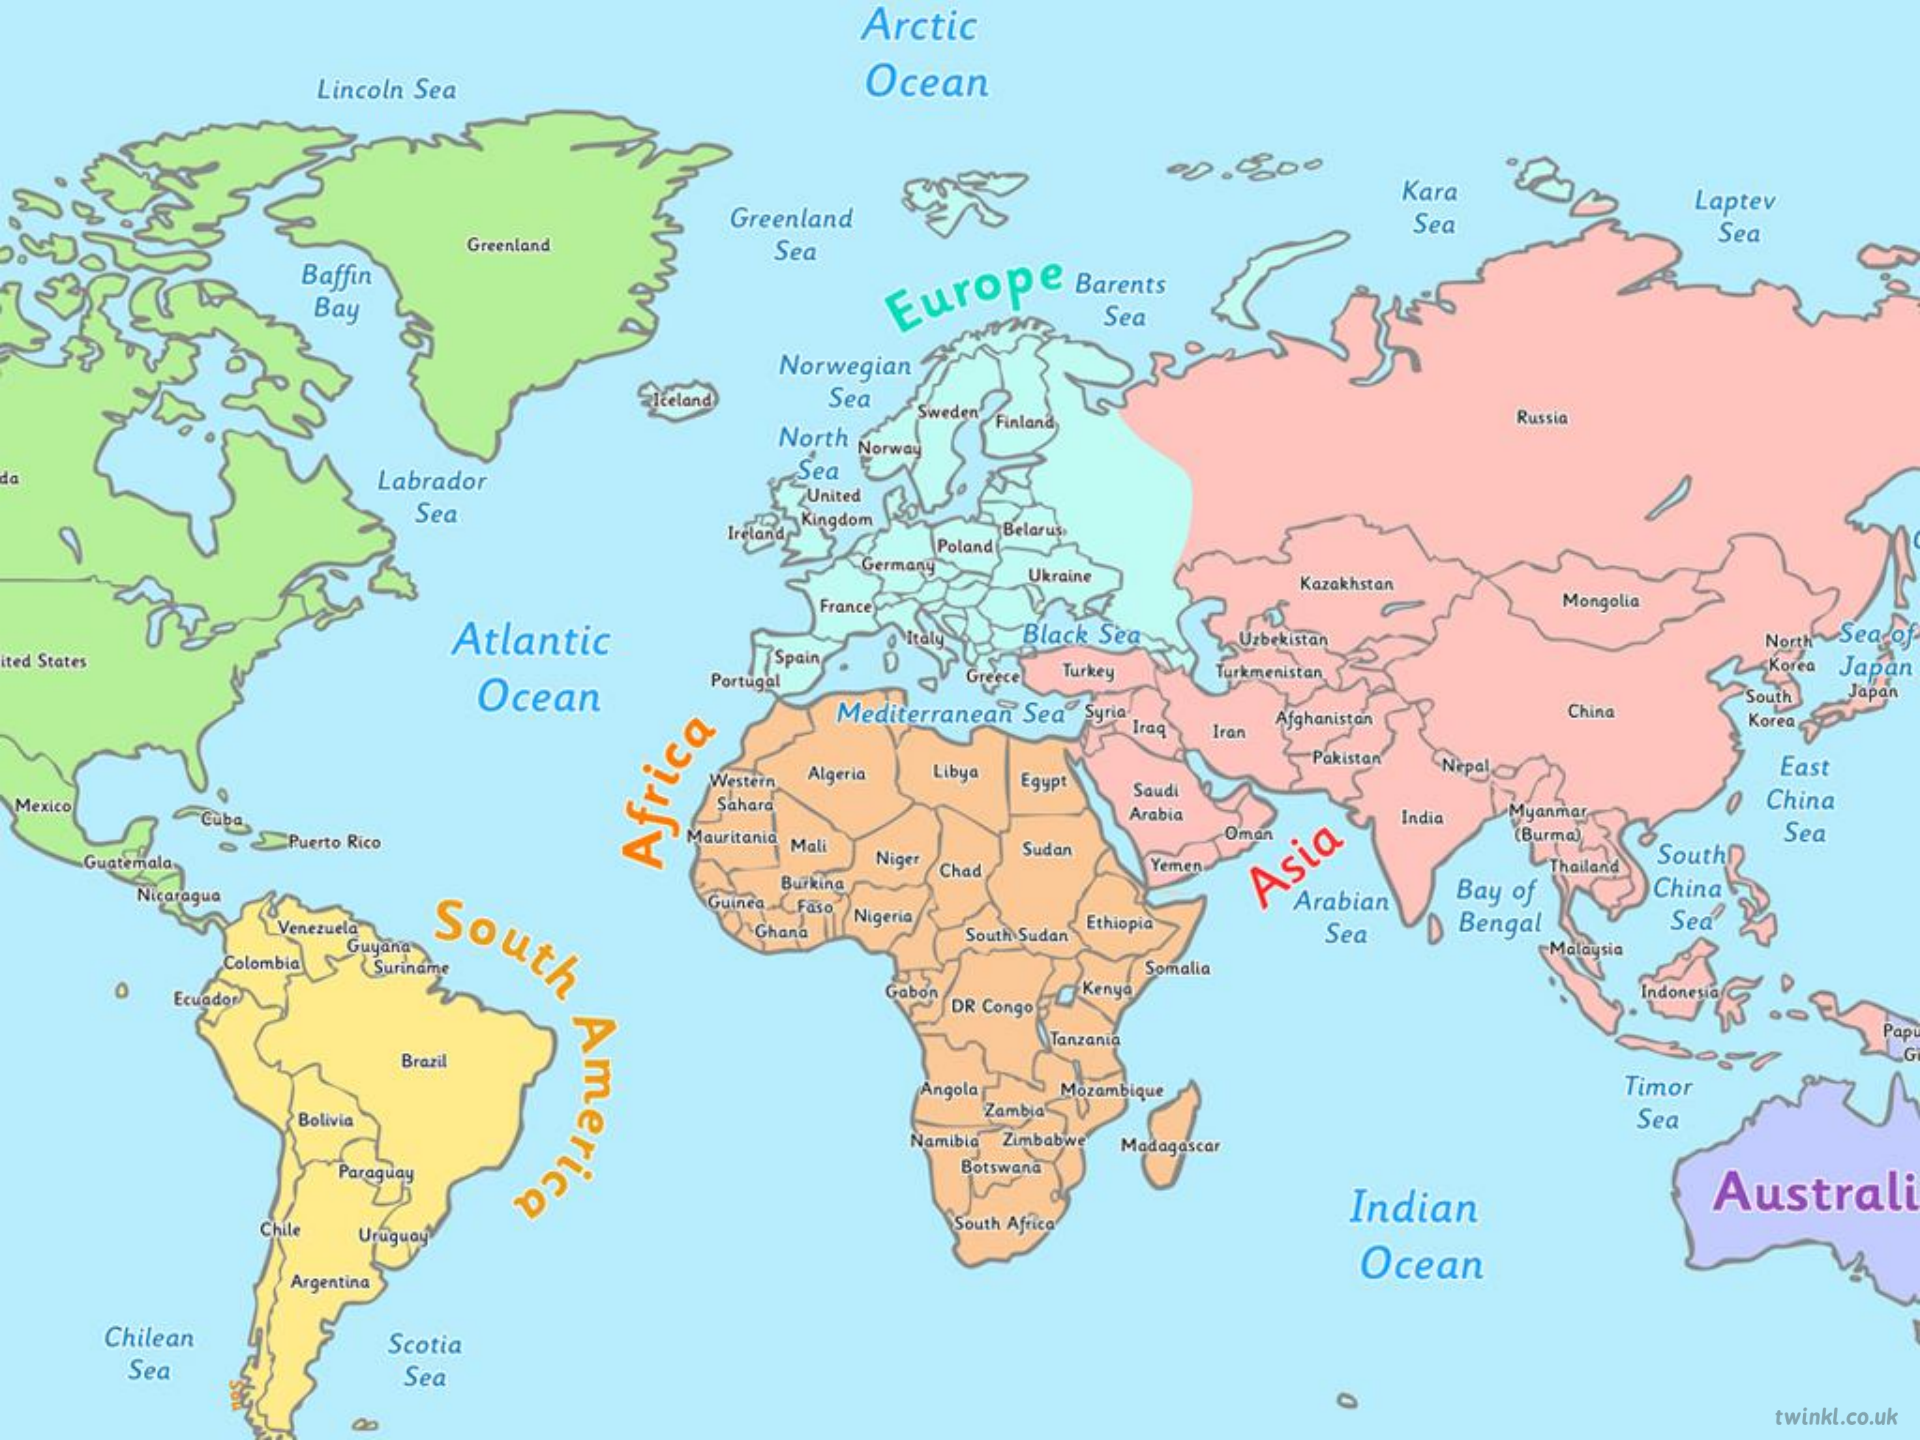 Arctic
Ocean
Lincoln Sea
Kara
Sea
Laptev
Sea
Greenland
Sea
Greenland
Baffin
Bay
Europe
Barents
Sea
Norwegian
Sea
Iceland
Sweden
Finland
Norway
Russia
North
Sea
Labrador
Sea
da
United
Kingdom
Ireland
Belarus
Poland
Germany
Ukraine
France
Kazakhstan
Mongolia
Atlantic
Ocean
Italy
Black Sea
Uzbekistan
North
Korea
Sea of
Japan
ited States
Spain
Portugal
Greece
Turkey
Turkmenistan
South
Korea
Japan
Mediterranean Sea
Syria
Iraq
Iran
Afghanistan
China
Africa
Pakistan
Nepal
East
China
Sea
Western
Sahara
Algeria
Libya
Egypt
Saudi
Arabia
Mexico
Cuba
Puerto Rico
Mauritania
Mali
Niger
Chad
Sudan
Oman
Yemen
Asia
India
Myanmar
(Burma)
Thailand
South
China
Sea
Guatemala
Nicaragua
Burkina
Faso
Guinea
Ghana
Nigeria
Ethiopia
South Sudan
Arabian
Sea
Bay of
Bengal
Venezuela
Guyana
Suriname
Colombia
South America
Malaysia
Somalia
Ecuador
Gabon
DR Congo
Kenya
Indonesia
Tanzania
Papu
Gi
Brazil
Angola
Mozambique
Zambia
Timor
Sea
Bolivia
Namibia
Zimbabwe
Madagascar
Botswana
Paraguay
Australi
Chile
Uruguay
South Africa
Indian
Ocean
Argentina
Chilean
Sea
Scotia
Sea
Sou
twinkl.co.uk